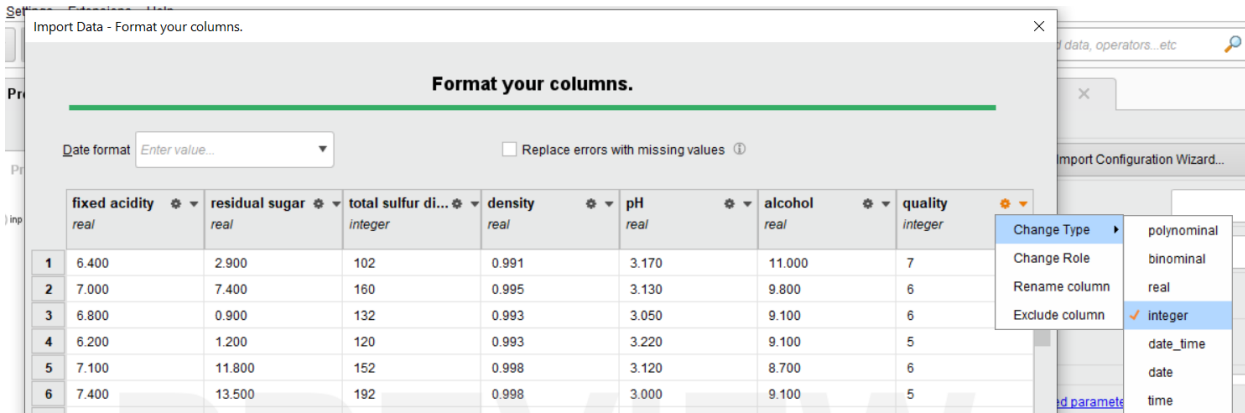 Import Data - Format your columns.
d data, operators...etc
Format your columns.
Date format Enter value...
Replace errors with missing values
Import Configuration Wizard...
inp
fixed acidity residual sugar total sulfur di... density pH alcohol quality
real real integer real real real integer
Change Type polynominal
Change Role binominal
Rename column real
Exclude column integer
date_time
date
time
1 6.400 2.900 102 0.991 3.170 11.000 7
2 7.000 7.400 160 0.995 3.130 9.800 6
3 6.800 0.900 132 0.993 3.050 9.100 6
4 6.200 1.200 120 0.993 3.220 9.100 5
5 7.100 11.800 152 0.998 3.120 8.700 6
6 7.400 13.500 192 0.998 3.000 9.100 5
ed paramete